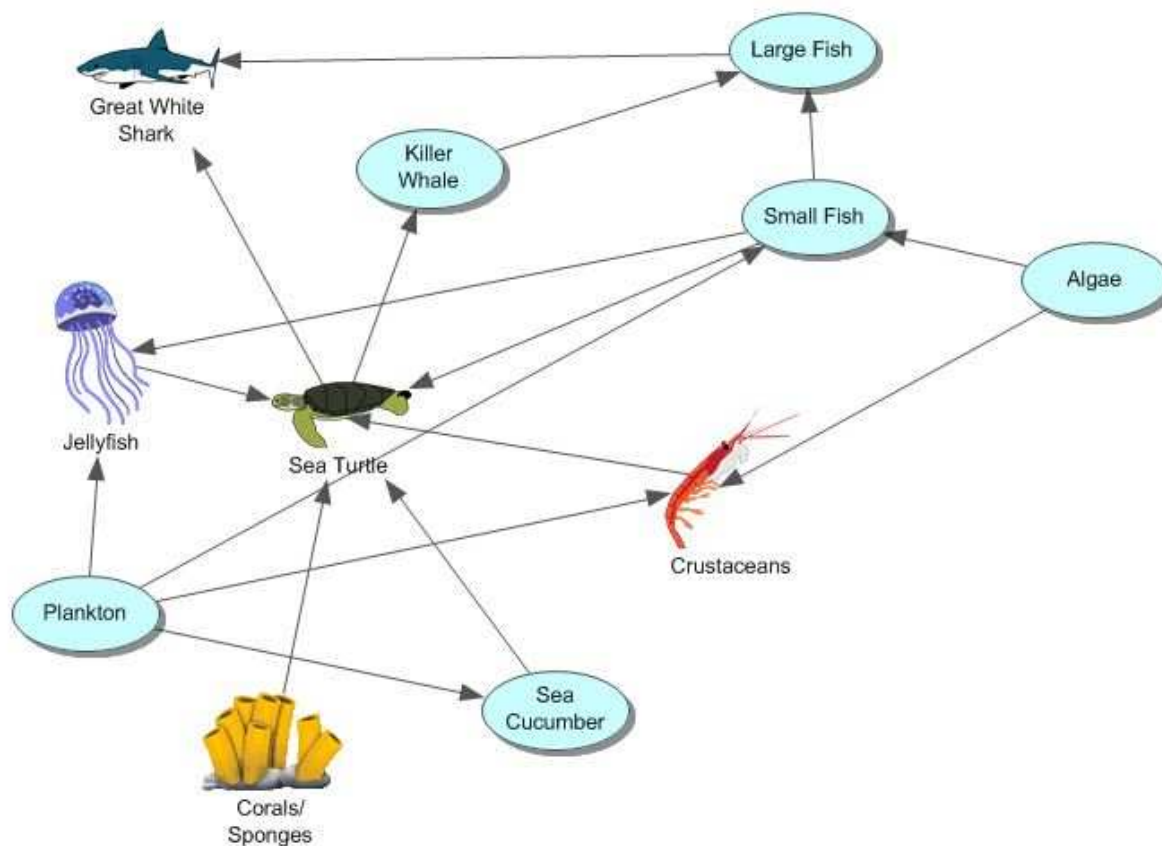 Large Fish
Great White
Shark
Killer
Whale
Small Fish
Algae
Jellyfish
Sea Turtle
Crustaceans
Plankton
Sea
Cucumber
Corals/
Sponges